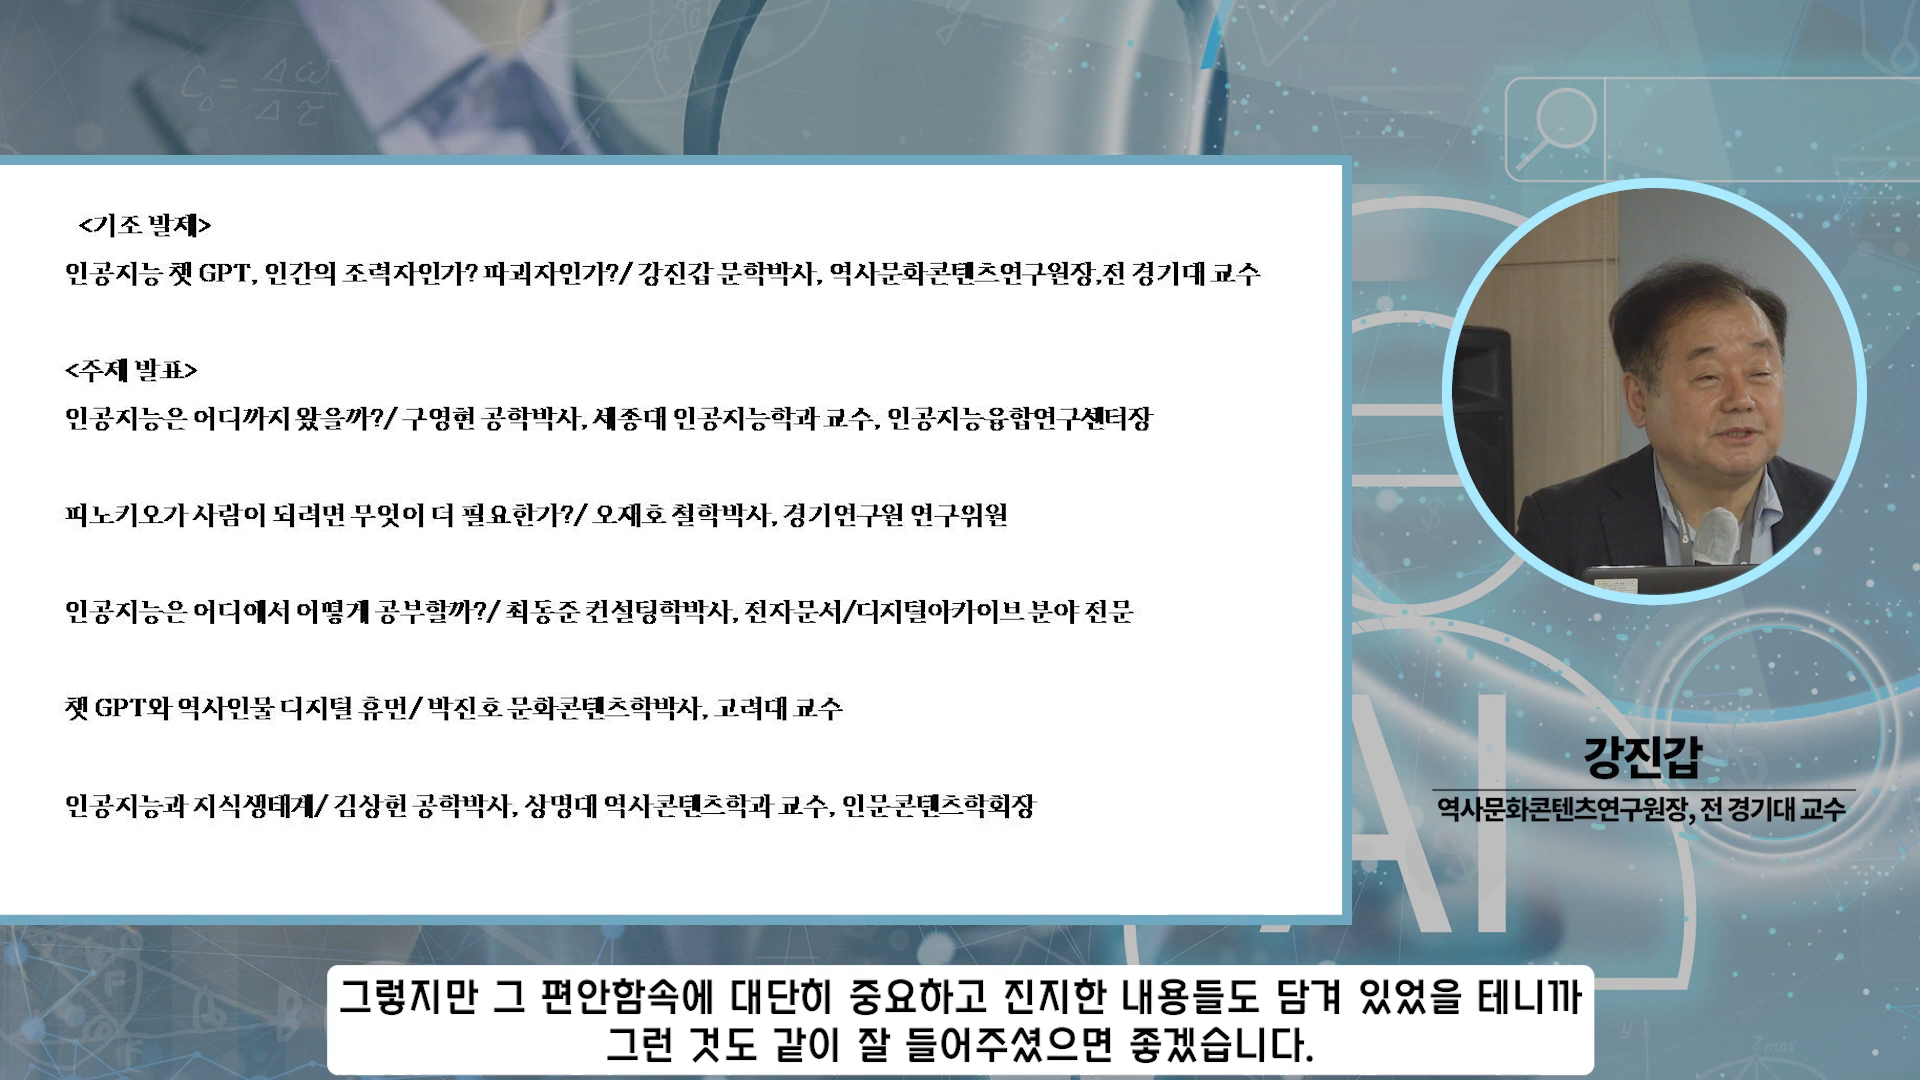 <기조 발제>
인공지능 챗 GPT, 인간의 조력자인가? 파괴자인가?/ 강진갑 문학박사, 역사문화콘텐츠연구원장,전 경기대 교수
<주제 발표>
인공지능은 어디까지 왔을까?/ 구영현 공학박사, 세종대 인공지능학과 교수, 인공지능융합연구센터장
피노키오가 사람이 되려면 무엇이 더 필요한가?/ 오재호 철학박사, 경기연구원 연구위원
인공지능은 어디에서 어떻게 공부할까?/ 최동준 컨설팅학박사, 전자문서/디지털아카이브 분야 전문
챗 GPT와 역사인물 디지털 휴먼/ 박진호 문화콘텐츠학박사, 고려대 교수
인공지능과 지식생태계/ 김상헌 공학박사, 상명대 역사콘텐츠학과 교수, 인문콘텐츠학회장
강진갑
역사문화콘텐츠연구원장, 전 경기대 교수
AI
그렇지만 그 편안함속에 대단히 중요하고 진지한 내용들도 담겨 있었을 테니까
그런 것도 같이 잘 들어주셨으면 좋겠습니다.